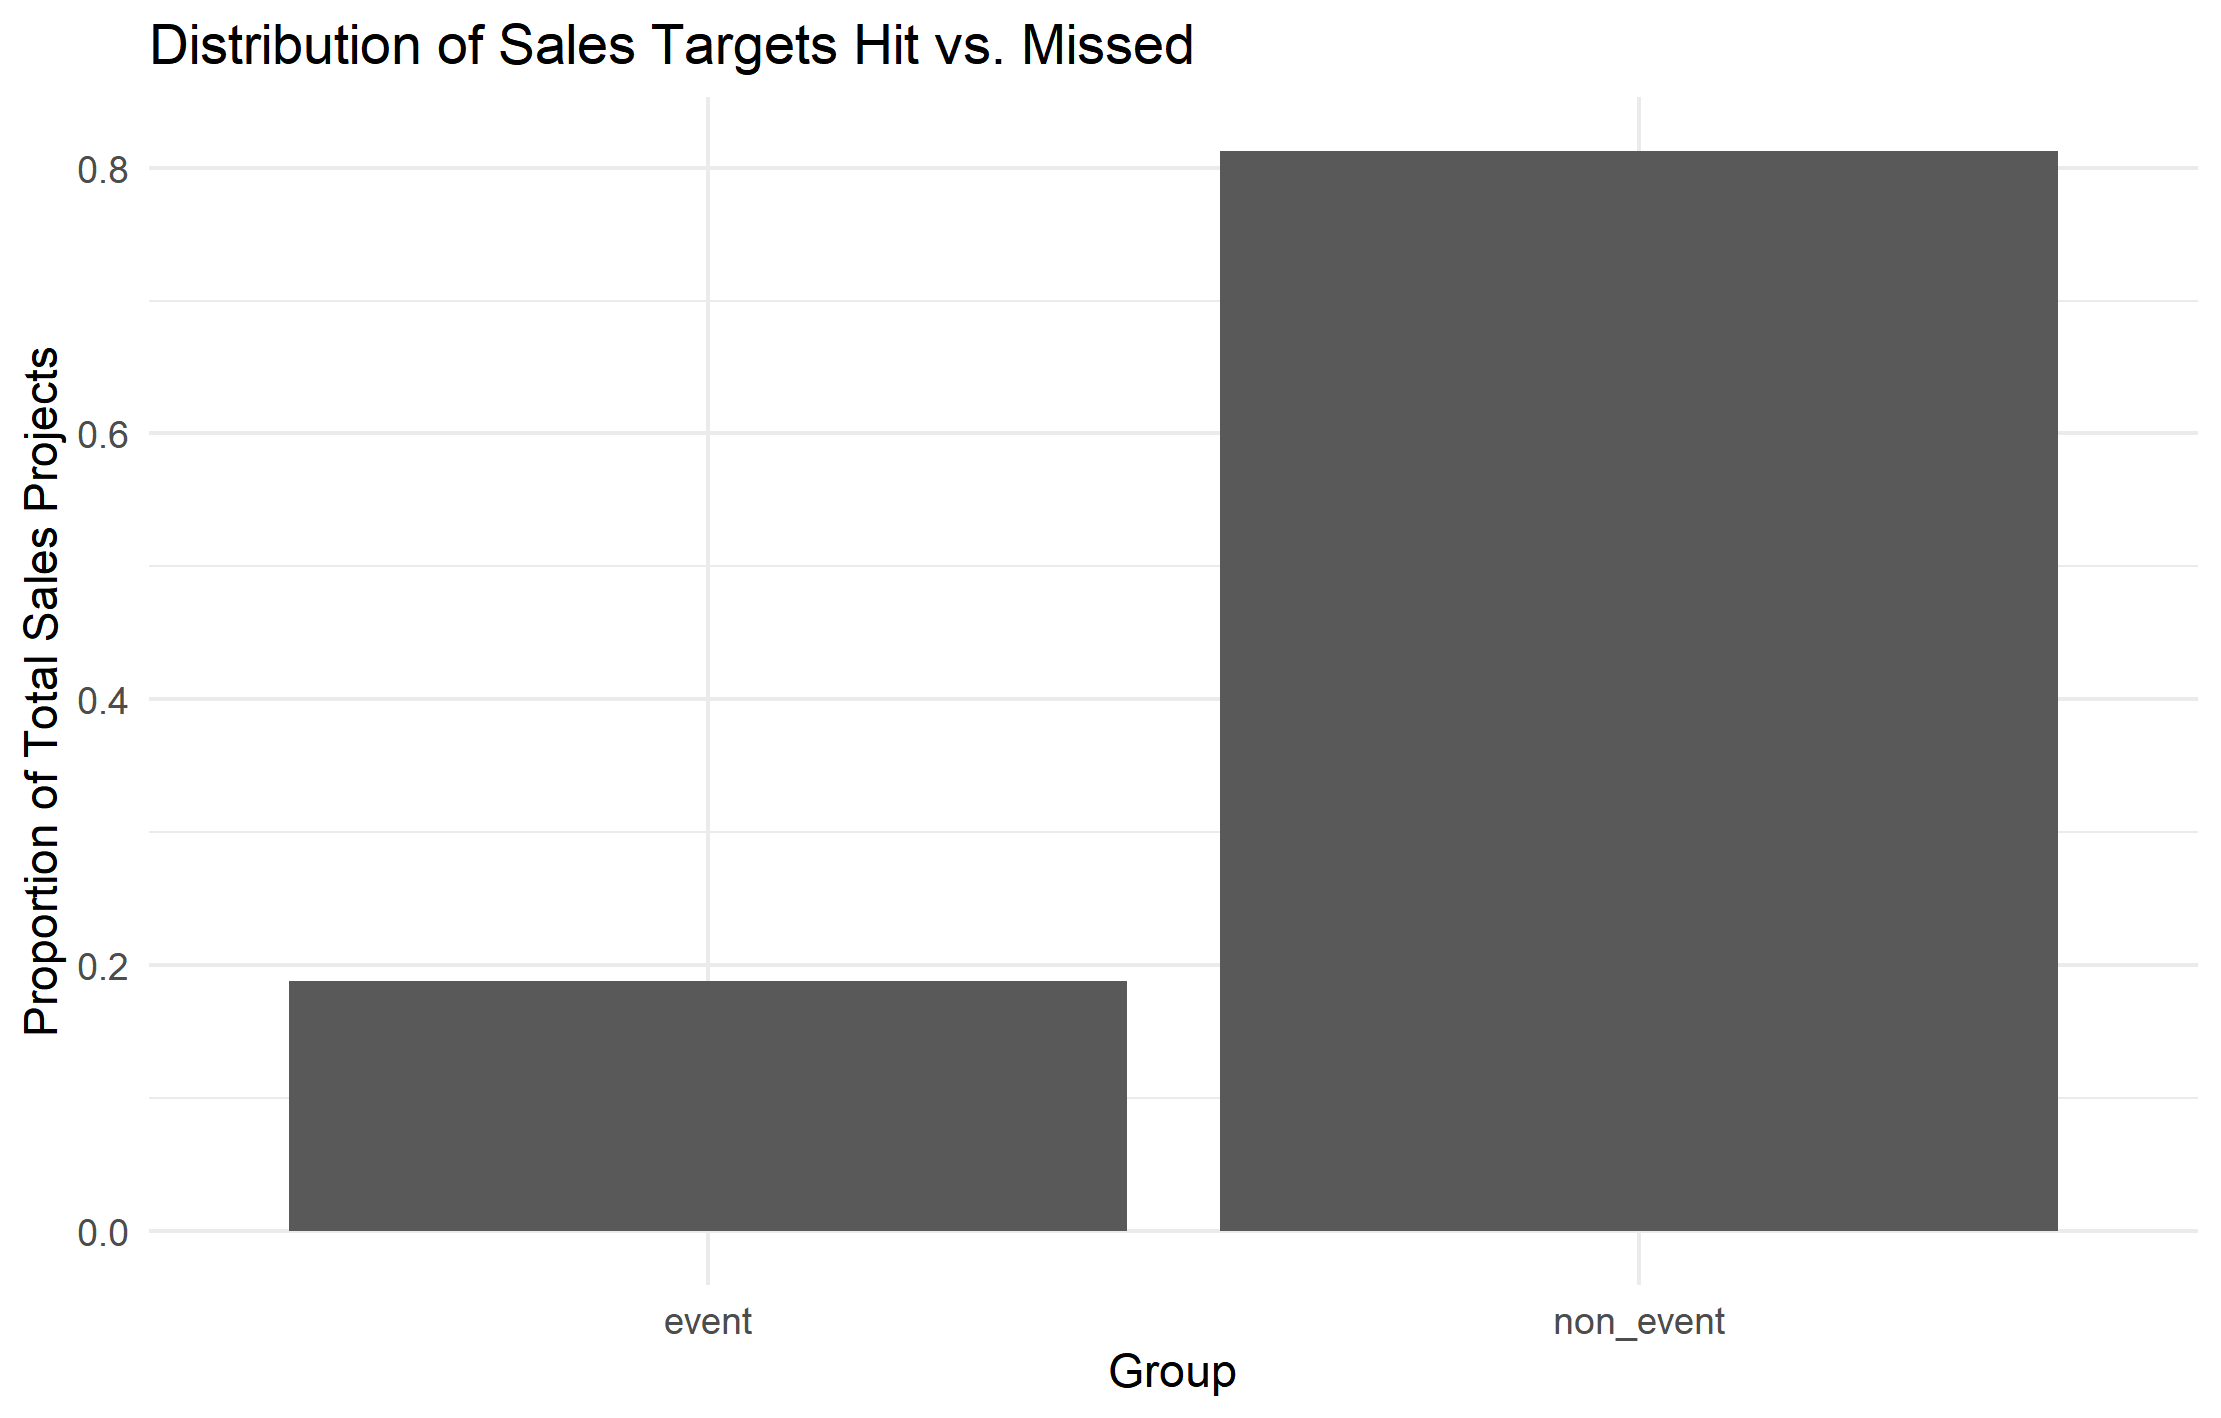 Distribution of Sales Targets Hit vs. Missed
Proportion of Total Sales Projects
0.8
0.6
0.4
0.2
0.0
event
non_event
Group